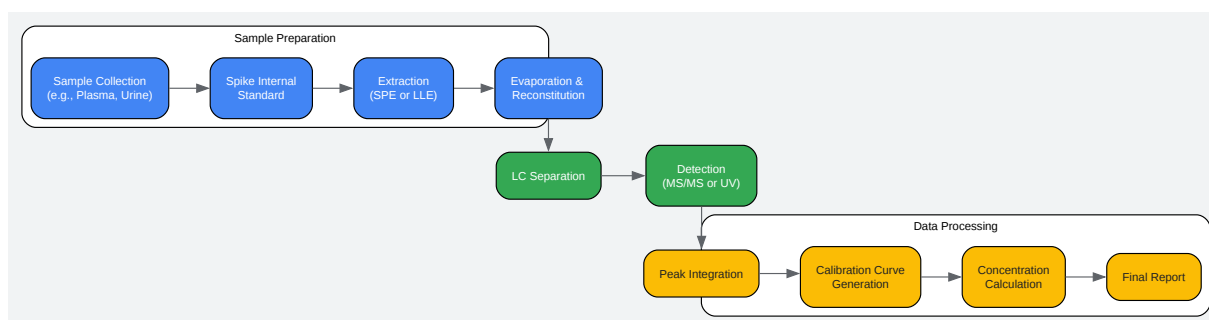 Sample Preparation
Sample Collection
(e.g., Plasma, Urine)
Spike Internal
Standard
Extraction
(SPE or LLE)
Evaporation &
Reconstitution
LC Separation
Detection
(MS/MS or UV)
Data Processing
Peak Integration
Calibration Curve
Generation
Concentration
Calculation
Final Report